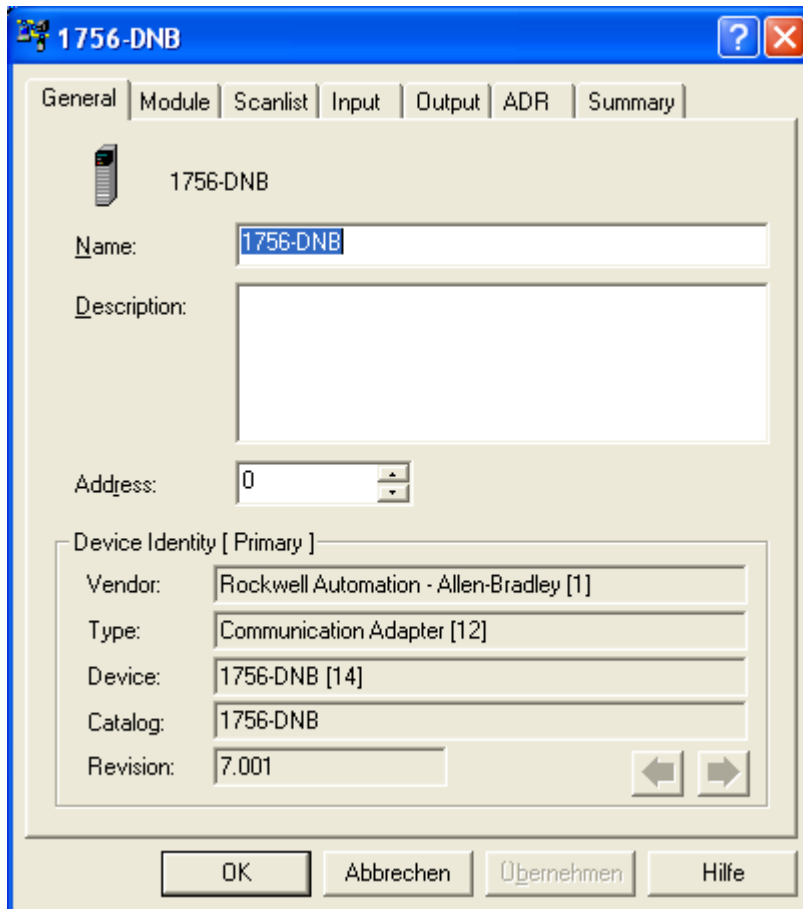 1756-DNB
General Module Scanlist Input Output ADR Summary
1756-DNB
Name: 1756-DNB
Description:
Address: 0
Device Identity [ Primary ]
Vendor: Rockwell Automation - Allen-Bradley [1]
Type: Communication Adapter [12]
Device: 1756-DNB [14]
Catalog: 1756-DNB
Revision: 7.001
OK Abbrechen Übernehmen Hilfe